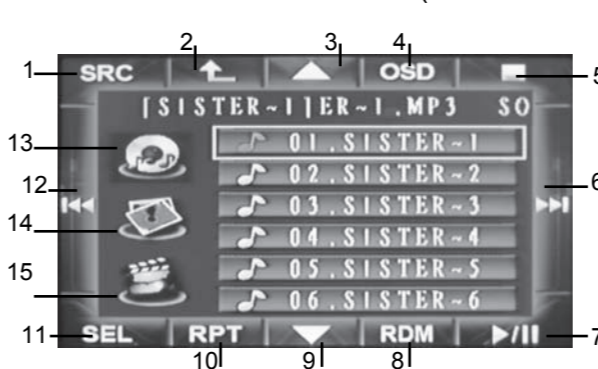 2 3 4
1 SRC OSD 5
[SISTER~1]ER~1.MP3 SO
13 01.SISTER~1
02.SISTER~2
12 6
03.SISTER~3
14 04.SISTER~4
15 05.SISTER~5
06.SISTER~6
11 SEL RPT RDM 7
10 9 8